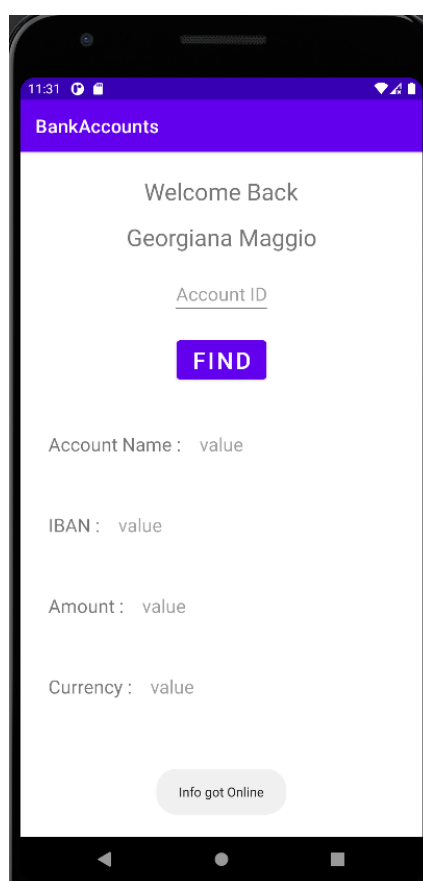 11:31
BankAccounts
Welcome Back
Georgiana Maggio
Account ID
FIND
Account Name : value
IBAN : value
Amount : value
Currency : value
Info got Online